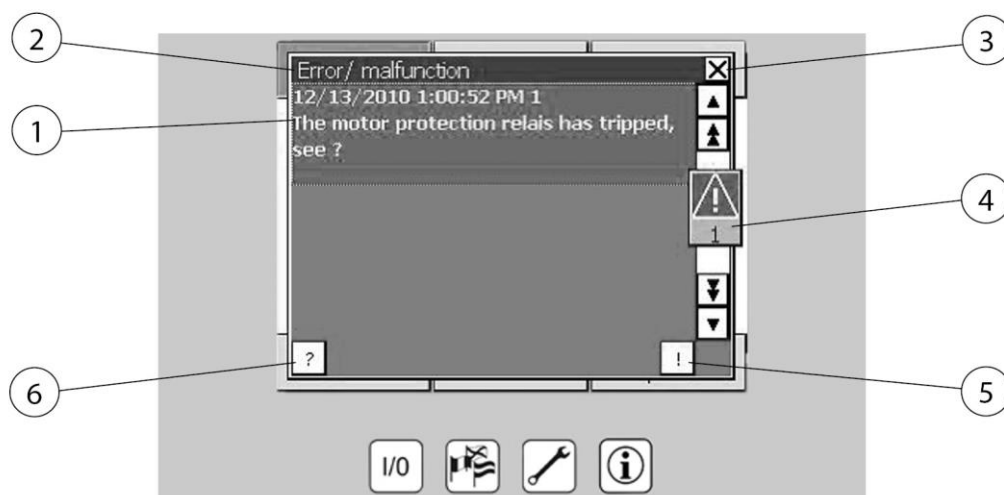 2
3
Error/ malfunction
12/13/2010 1:00:52 PM 1
1
The motor protection relais has tripped,
see ?
4
1
?
!
6
5
I/0